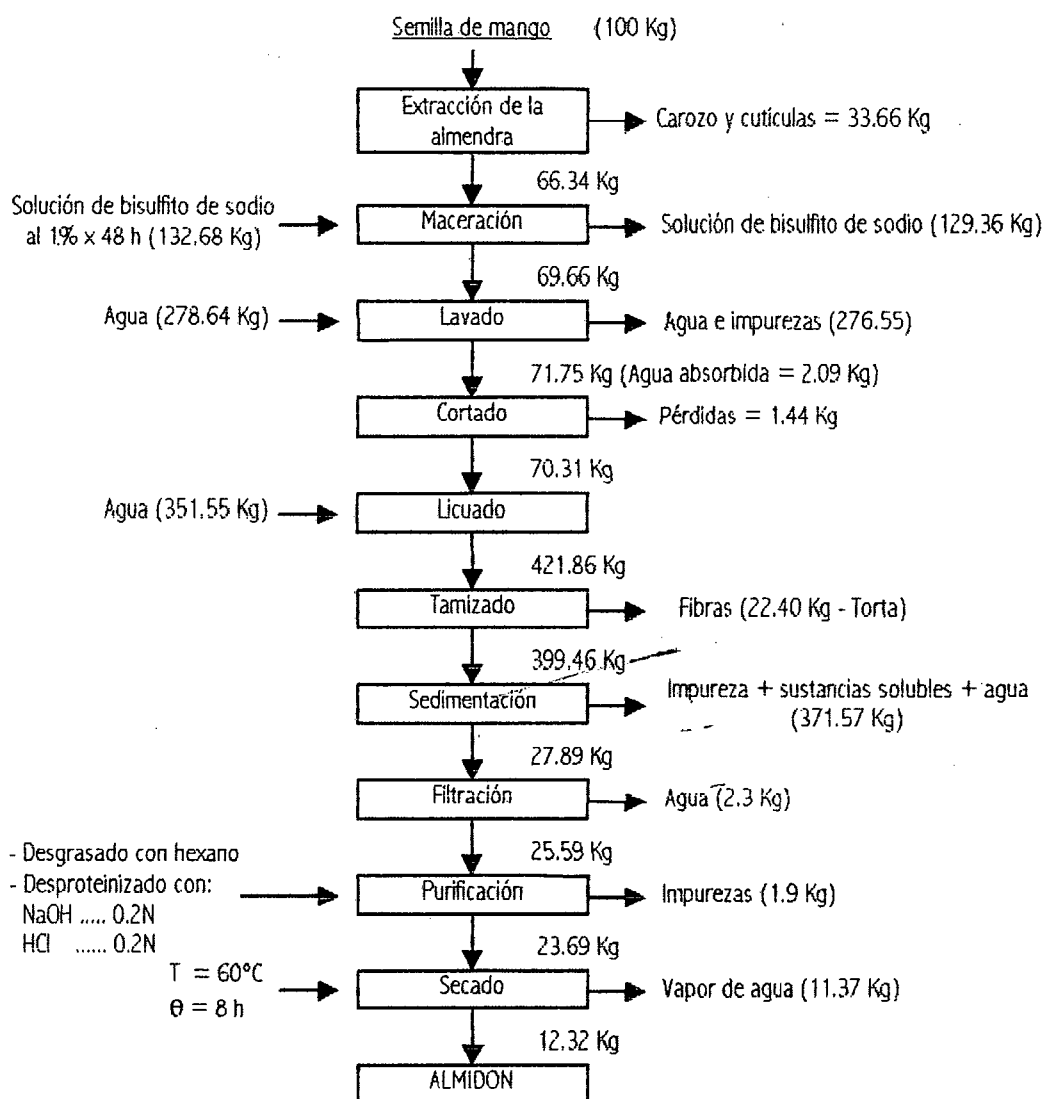 Semilla de mango (100 Kg)
Extracción de la
almendra
Carozo y cutículas = 33.66 Kg
66.34 Kg
Solución de bisulfito de sodio
al 1% x 48 h (132.68 Kg)
Maceración
Solución de bisulfito de sodio (129.36 Kg)
69.66 Kg
Agua (278.64 Kg)
Lavado
Agua e impurezas (276.55)
71.75 Kg (Agua absorbida = 2.09 Kg)
Cortado
Pérdidas = 1.44 Kg
70.31 Kg
Agua (351.55 Kg)
Licuado
421.86 Kg
Tamizado
Fibras (22.40 Kg - Torta)
399.46 Kg
Sedimentación
Impureza + sustancias solubles + agua
(371.57 Kg)
27.89 Kg
Filtración
Agua (2.3 Kg)
25.59 Kg
- Desgrasado con hexano
- Desproteinizado con:
NaOH ..... 0.2N
HCl ...... 0.2N
Purificación
Impurezas (1.9 Kg)
23.69 Kg
T = 60°C
θ = 8 h
Secado
Vapor de agua (11.37 Kg)
12.32 Kg
ALMIDON